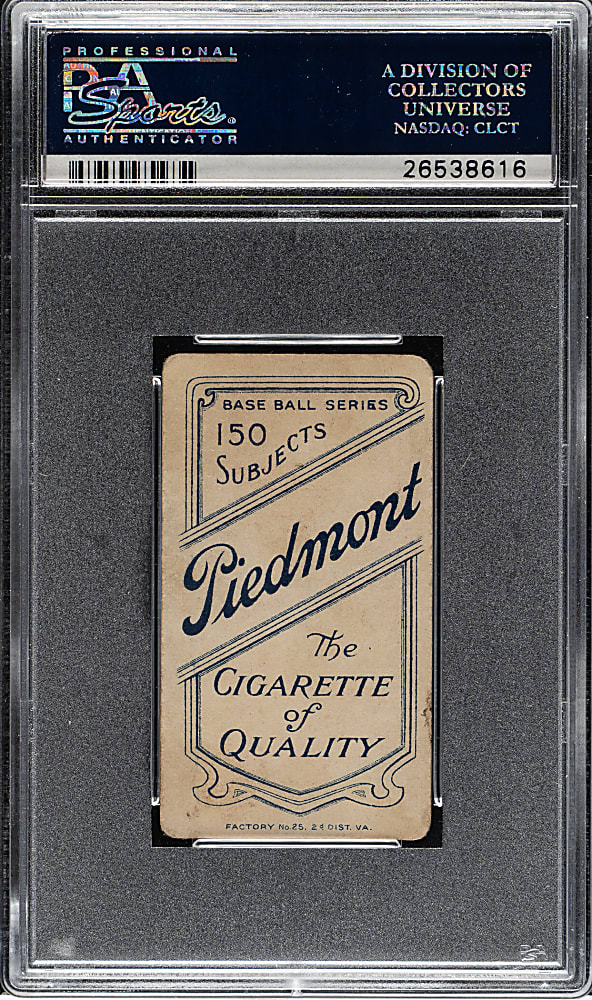 PROFESSIONAL
PSA
Sports
AUTHENTICATOR
A DIVISION OF
COLLECTORS
UNIVERSE
NASDAQ: CLCT
26538616
BASE BALL SERIES
150
SUBJECTS
Piedmont
The
CIGARETTE
of
QUALITY
FACTORY No. 25. 2d DIST. VA.